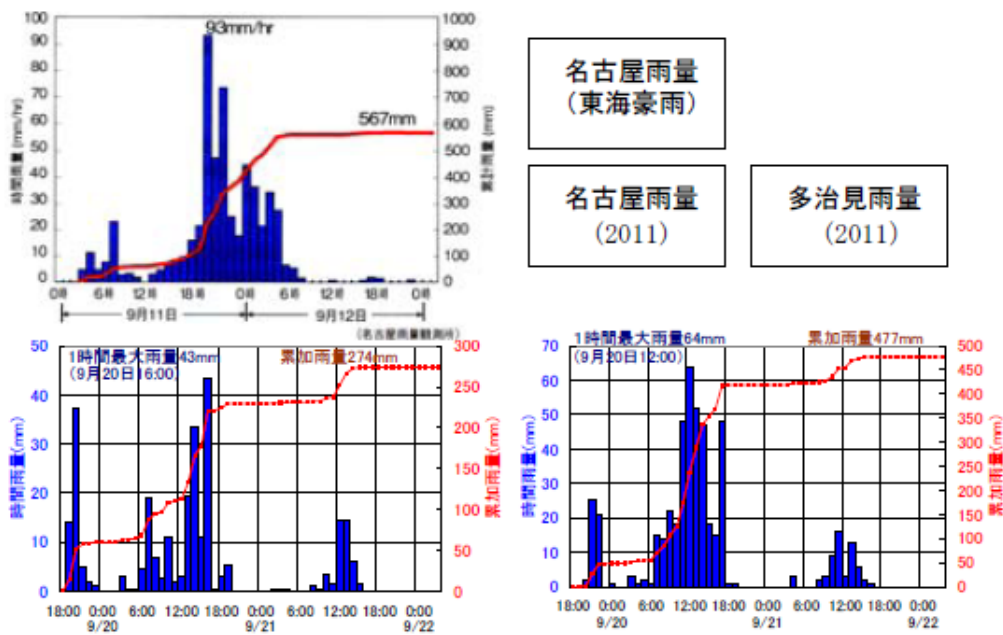 100
90
80
70
60
50
40
30
20
10
0
時間雨量 (mm/hr)
93mm/hr
567mm
1000
900
800
700
600
500
400
300
200
100
0
累計雨量 (mm)
0時 6時 12時 18時 0時 6時 12時 18時 0時
9月11日 9月12日
(名古屋雨量観測所)
名古屋雨量
(東海豪雨)
名古屋雨量
(2011)
多治見雨量
(2011)
50
40
30
20
10
0
時間雨量(mm)
1時間最大雨量43mm
(9月20日16:00)
累加雨量274mm
300
250
200
150
100
50
0
累加雨量(mm)
18:00 0:00 6:00 12:00 18:00 0:00 6:00 12:00 18:00 0:00
9/20 9/21 9/22
70
60
50
40
30
20
10
0
時間雨量(mm)
1時間最大雨量64mm
(9月20日12:00)
累加雨量477mm
500
450
400
350
300
250
200
150
100
50
0
累加雨量(mm)
18:00 0:00 6:00 12:00 18:00 0:00 6:00 12:00 18:00 0:00
9/20 9/21 9/22